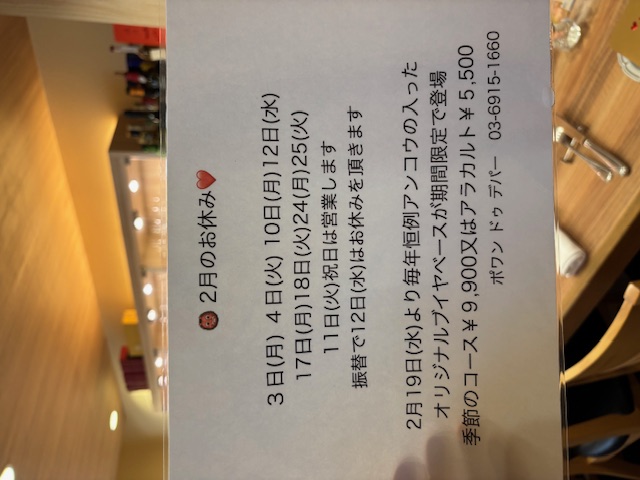 👹 2月のお休み♥️
3日(月) 4日(火) 10日(月)12日(水)
17日(月)18日(火)24(月)25(火)
11日(火)祝日は営業します
振替で12日(水)はお休みを頂きます
2月19日(水)より毎年恒例アンコウの入った
オリジナルブイヤベースが期間限定で登場
季節のコース¥9,900又はアラカルト¥5,500
ポワン ドゥ デパー 03-6915-1660